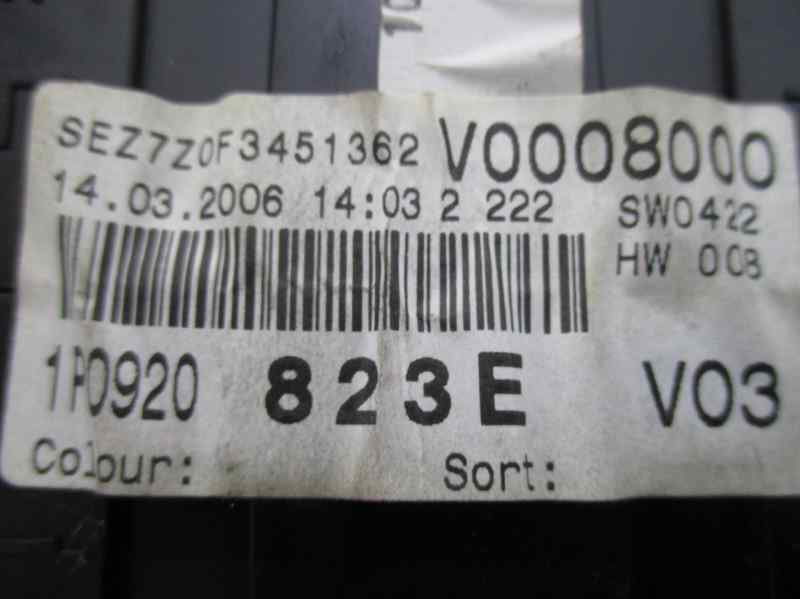 SEZ7Z0F3451362 V0008000
14.03.2006 14:03 2 222 SW0422
HW 008
1P0920 823E V03
Colour: Sort: